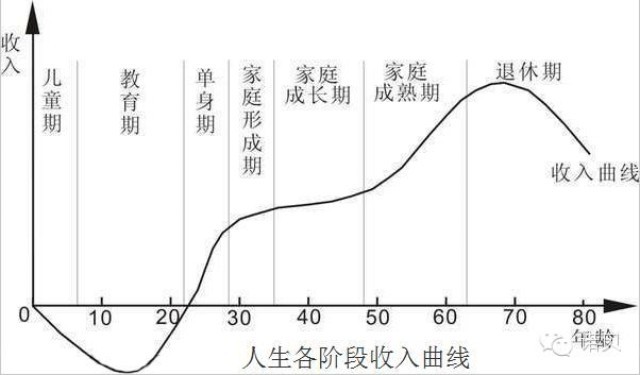 收入
儿童期
教育期
单身期
家庭形成期
家庭
成长期
家庭
成熟期
退休期
收入曲线
0 10 20 30 40 50 60 70 80
年龄
人生各阶段收入曲线
诺贝